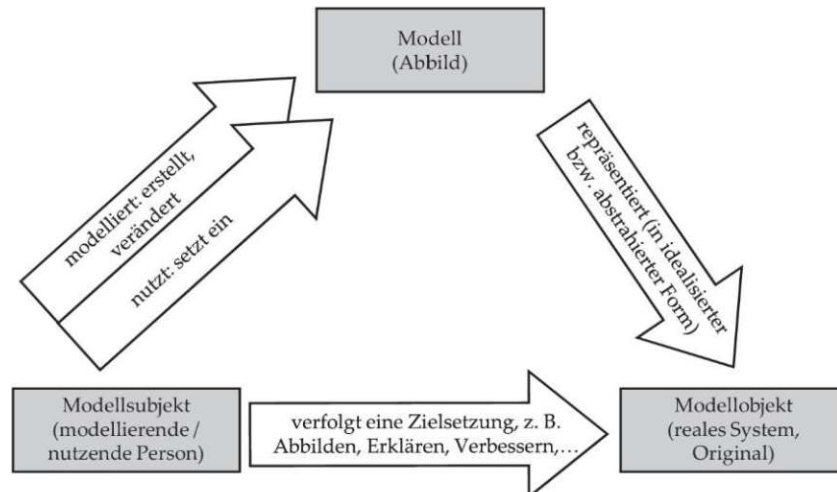 Modell
(Abbild)
modelliert: erstellt,
verändert
nutzt: setzt ein
repräsentiert (in idealisierter
bzw. abstrahierter Form)
Modellsubjekt
(modellierende /
nutzende Person)
verfolgt eine Zielsetzung, z. B.
Abbilden, Erklären, Verbessern,…
Modellobjekt
(reales System,
Original)